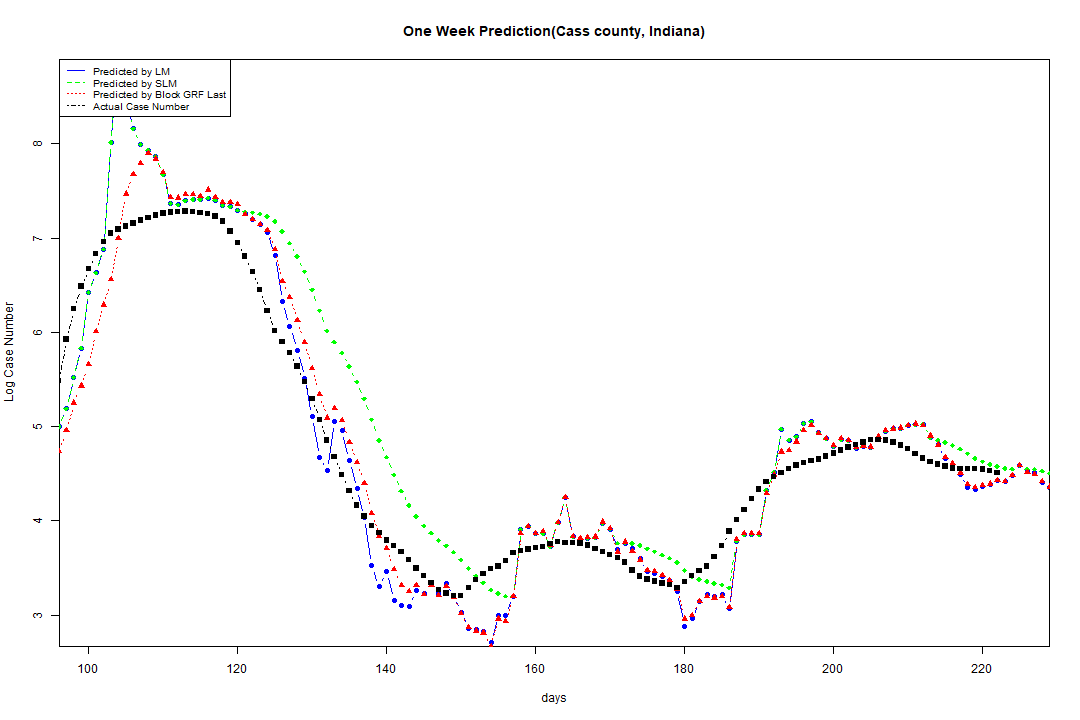 One Week Prediction(Cass county, Indiana)
Predicted by LM
Predicted by SLM
Predicted by Block GRF Last
Actual Case Number
Log Case Number
8
7
6
5
4
3
100 120 140 160 180 200 220
days